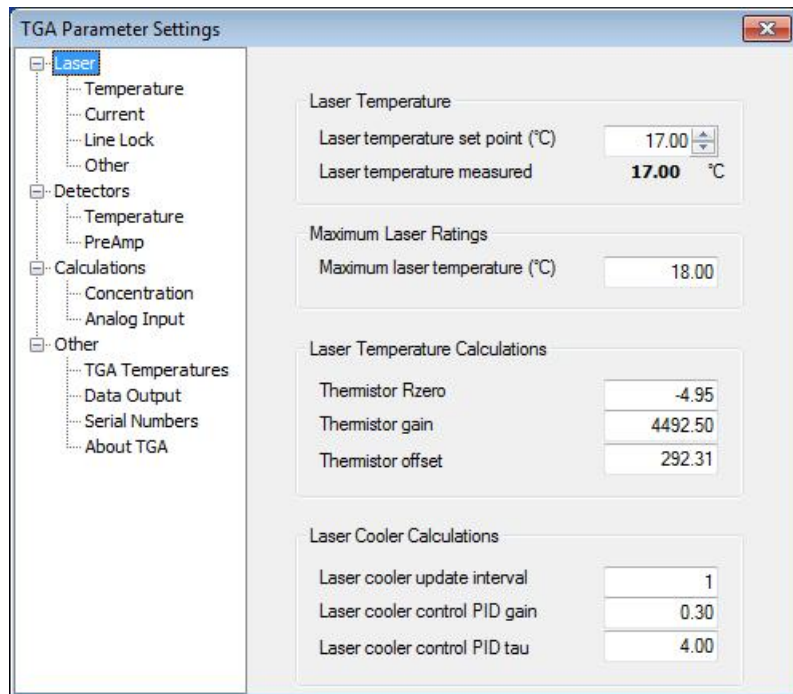 TGA Parameter Settings
Laser
Temperature
Current
Line Lock
Other
Detectors
Temperature
PreAmp
Calculations
Concentration
Analog Input
Other
TGA Temperatures
Data Output
Serial Numbers
About TGA
Laser Temperature
Laser temperature set point (°C) 17.00
Laser temperature measured 17.00 °C
Maximum Laser Ratings
Maximum laser temperature (°C) 18.00
Laser Temperature Calculations
Thermistor Rzero -4.95
Thermistor gain 4492.50
Thermistor offset 292.31
Laser Cooler Calculations
Laser cooler update interval 1
Laser cooler control PID gain 0.30
Laser cooler control PID tau 4.00